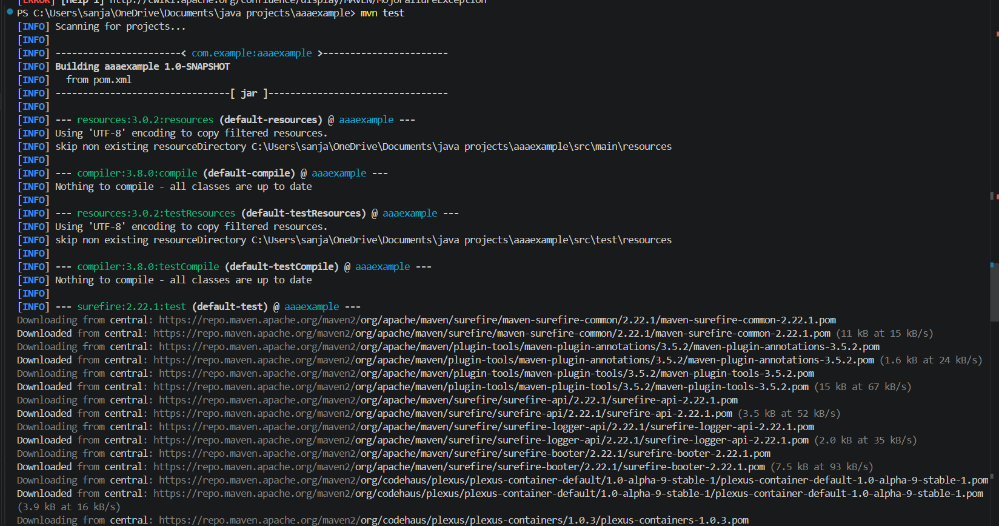 [ERROR] [Help 1] http://cwiki.apache.org/confluence/display/MAVEN/MojoFailureException
PS C:\Users\sanja\OneDrive\Documents\java projects\aaaexample> mvn test
[INFO] Scanning for projects...
[INFO]
[INFO] -----------------------< com.example:aaaexample >-----------------------
[INFO] Building aaaexample 1.0-SNAPSHOT
[INFO]   from pom.xml
[INFO] --------------------------------[ jar ]---------------------------------
[INFO]
[INFO] --- resources:3.0.2:resources (default-resources) @ aaaexample ---
[INFO] Using 'UTF-8' encoding to copy filtered resources.
[INFO] skip non existing resourceDirectory C:\Users\sanja\OneDrive\Documents\java projects\aaaexample\src\main\resources
[INFO]
[INFO] --- compiler:3.8.0:compile (default-compile) @ aaaexample ---
[INFO] Nothing to compile - all classes are up to date
[INFO]
[INFO] --- resources:3.0.2:testResources (default-testResources) @ aaaexample ---
[INFO] Using 'UTF-8' encoding to copy filtered resources.
[INFO] skip non existing resourceDirectory C:\Users\sanja\OneDrive\Documents\java projects\aaaexample\src\test\resources
[INFO]
[INFO] --- compiler:3.8.0:testCompile (default-testCompile) @ aaaexample ---
[INFO] Nothing to compile - all classes are up to date
[INFO]
[INFO] --- surefire:2.22.1:test (default-test) @ aaaexample ---
Downloading from central: https://repo.maven.apache.org/maven2/org/apache/maven/surefire/maven-surefire-common/2.22.1/maven-surefire-common-2.22.1.pom
Downloaded from central: https://repo.maven.apache.org/maven2/org/apache/maven/surefire/maven-surefire-common/2.22.1/maven-surefire-common-2.22.1.pom (11 kB at 15 kB/s)
Downloading from central: https://repo.maven.apache.org/maven2/org/apache/maven/plugin-tools/maven-plugin-annotations/3.5.2/maven-plugin-annotations-3.5.2.pom
Downloaded from central: https://repo.maven.apache.org/maven2/org/apache/maven/plugin-tools/maven-plugin-annotations/3.5.2/maven-plugin-annotations-3.5.2.pom (1.6 kB at 24 kB/s)
Downloading from central: https://repo.maven.apache.org/maven2/org/apache/maven/plugin-tools/maven-plugin-tools/3.5.2/maven-plugin-tools-3.5.2.pom
Downloaded from central: https://repo.maven.apache.org/maven2/org/apache/maven/plugin-tools/maven-plugin-tools/3.5.2/maven-plugin-tools-3.5.2.pom (15 kB at 67 kB/s)
Downloading from central: https://repo.maven.apache.org/maven2/org/apache/maven/surefire/surefire-api/2.22.1/surefire-api-2.22.1.pom
Downloaded from central: https://repo.maven.apache.org/maven2/org/apache/maven/surefire/surefire-api/2.22.1/surefire-api-2.22.1.pom (3.5 kB at 52 kB/s)
Downloading from central: https://repo.maven.apache.org/maven2/org/apache/maven/surefire/surefire-logger-api/2.22.1/surefire-logger-api-2.22.1.pom
Downloaded from central: https://repo.maven.apache.org/maven2/org/apache/maven/surefire/surefire-logger-api/2.22.1/surefire-logger-api-2.22.1.pom (2.0 kB at 35 kB/s)
Downloading from central: https://repo.maven.apache.org/maven2/org/apache/maven/surefire/surefire-booter/2.22.1/surefire-booter-2.22.1.pom
Downloaded from central: https://repo.maven.apache.org/maven2/org/apache/maven/surefire/surefire-booter/2.22.1/surefire-booter-2.22.1.pom (7.5 kB at 93 kB/s)
Downloading from central: https://repo.maven.apache.org/maven2/org/codehaus/plexus/plexus-container-default/1.0-alpha-9-stable-1/plexus-container-default-1.0-alpha-9-stable-1.pom
Downloaded from central: https://repo.maven.apache.org/maven2/org/codehaus/plexus/plexus-container-default/1.0-alpha-9-stable-1/plexus-container-default-1.0-alpha-9-stable-1.pom
(3.9 kB at 16 kB/s)
Downloading from central: https://repo.maven.apache.org/maven2/org/codehaus/plexus/plexus-containers/1.0.3/plexus-containers-1.0.3.pom